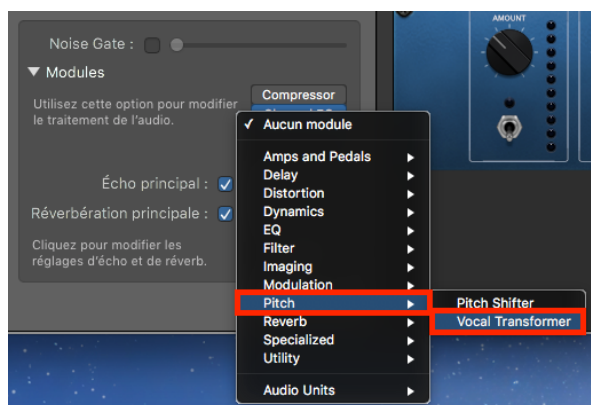 AMOUNT
Noise Gate :
▼ Modules
Utilisez cette option pour modifier
le traitement de l'audio.
Compressor
✓ Aucun module
Amps and Pedals
Delay
Distortion
Dynamics
EQ
Filter
Imaging
Modulation
Pitch
Reverb
Specialized
Utility
Audio Units
Pitch Shifter
Vocal Transformer
Écho principal :
Réverbération principale :
Cliquez pour modifier les
réglages d'écho et de réverb.